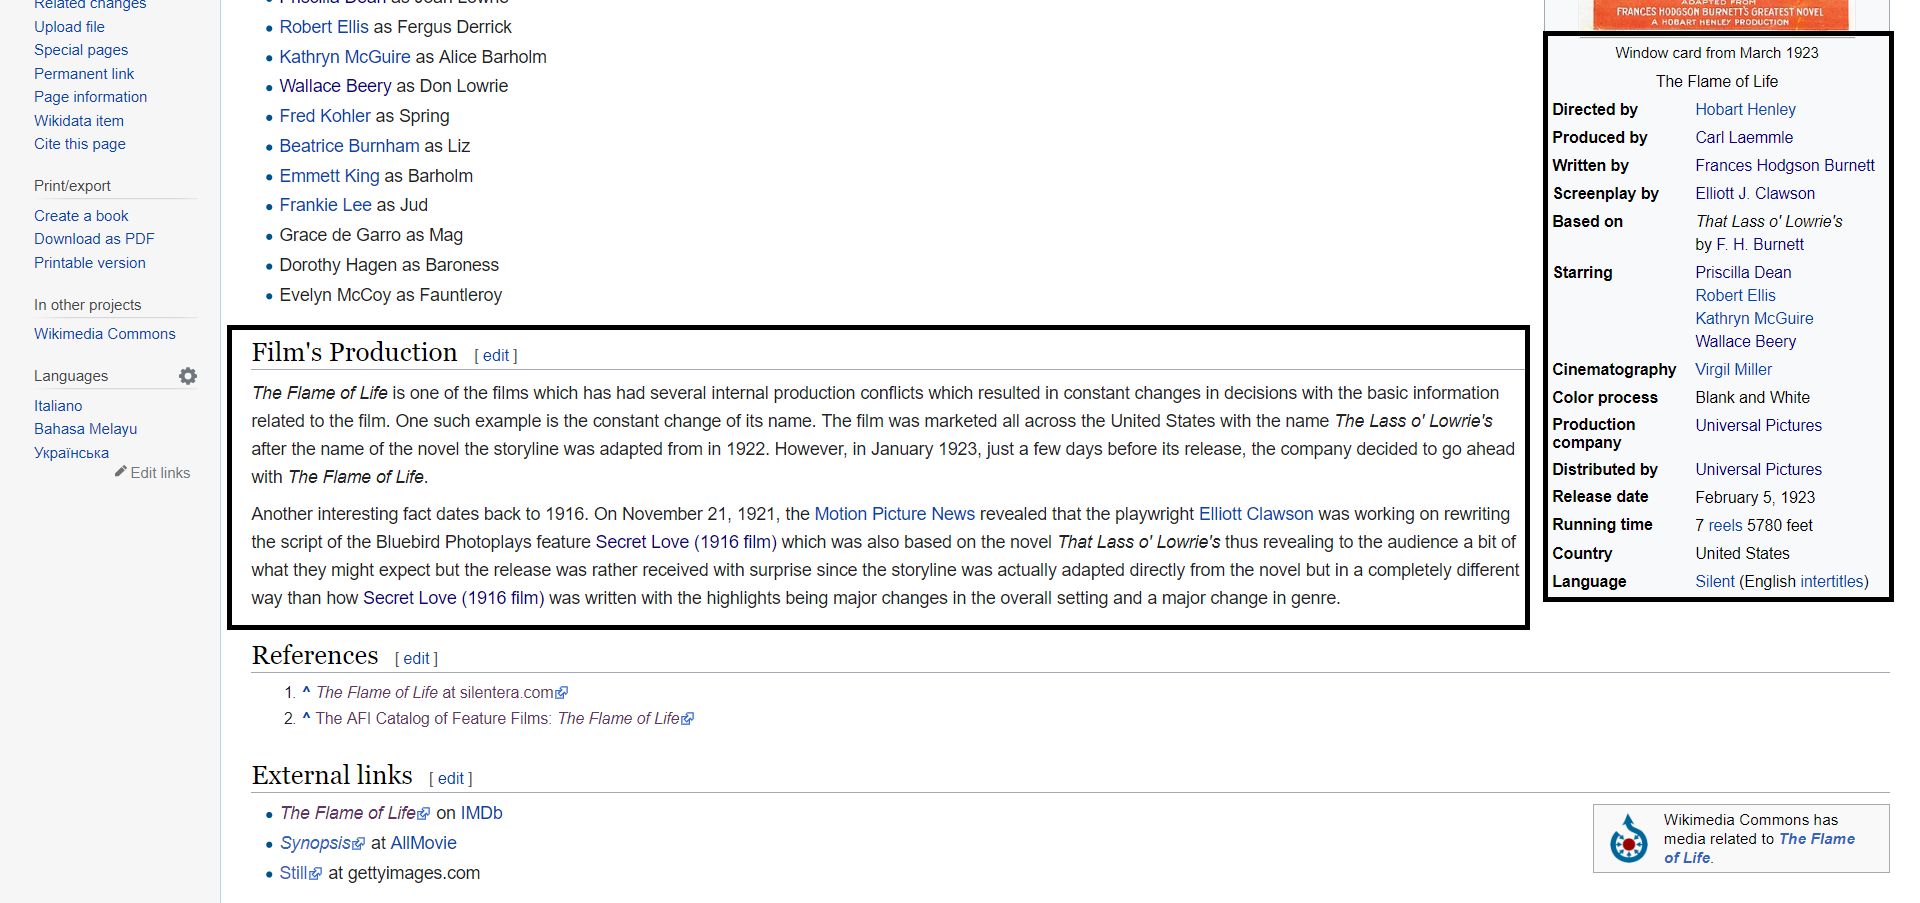 Related changes
Upload file
Special pages
Permanent link
Page information
Wikidata item
Cite this page
Print/export
Create a book
Download as PDF
Printable version
In other projects
Wikimedia Commons
Languages
Italiano
Bahasa Melayu
Українська
Edit links
Priscilla Dean as Joan Lowrie
Robert Ellis as Fergus Derrick
Kathryn McGuire as Alice Barholm
Wallace Beery as Don Lowrie
Fred Kohler as Spring
Beatrice Burnham as Liz
Emmett King as Barholm
Frankie Lee as Jud
Grace de Garro as Mag
Dorothy Hagen as Baroness
Evelyn McCoy as Fauntleroy
Film's Production [ edit ]
The Flame of Life is one of the films which has had several internal production conflicts which resulted in constant changes in decisions with the basic information
related to the film. One such example is the constant change of its name. The film was marketed all across the United States with the name The Lass o' Lowrie's
after the name of the novel the storyline was adapted from in 1922. However, in January 1923, just a few days before its release, the company decided to go ahead
with The Flame of Life.
Another interesting fact dates back to 1916. On November 21, 1921, the Motion Picture News revealed that the playwright Elliott Clawson was working on rewriting
the script of the Bluebird Photoplays feature Secret Love (1916 film) which was also based on the novel That Lass o' Lowrie's thus revealing to the audience a bit of
what they might expect but the release was rather received with surprise since the storyline was actually adapted directly from the novel but in a completely different
way than how Secret Love (1916 film) was written with the highlights being major changes in the overall setting and a major change in genre.
References [ edit ]
1. ^ The Flame of Life at silentera.com
2. ^ The AFI Catalog of Feature Films: The Flame of Life
External links [ edit ]
The Flame of Life on IMDb
Synopsis at AllMovie
Still at gettyimages.com
ADAPTED FROM
FRANCES HODGSON BURNETT'S GREATEST NOVEL
A HOBART HENLEY PRODUCTION
Window card from March 1923
The Flame of Life
Directed by Hobart Henley
Produced by Carl Laemmle
Written by Frances Hodgson Burnett
Screenplay by Elliott J. Clawson
Based on That Lass o' Lowrie's
by F. H. Burnett
Starring Priscilla Dean
Robert Ellis
Kathryn McGuire
Wallace Beery
Cinematography Virgil Miller
Color process Blank and White
Production Universal Pictures
company
Distributed by Universal Pictures
Release date February 5, 1923
Running time 7 reels 5780 feet
Country United States
Language Silent (English intertitles)
Wikimedia Commons has
media related to The Flame
of Life.